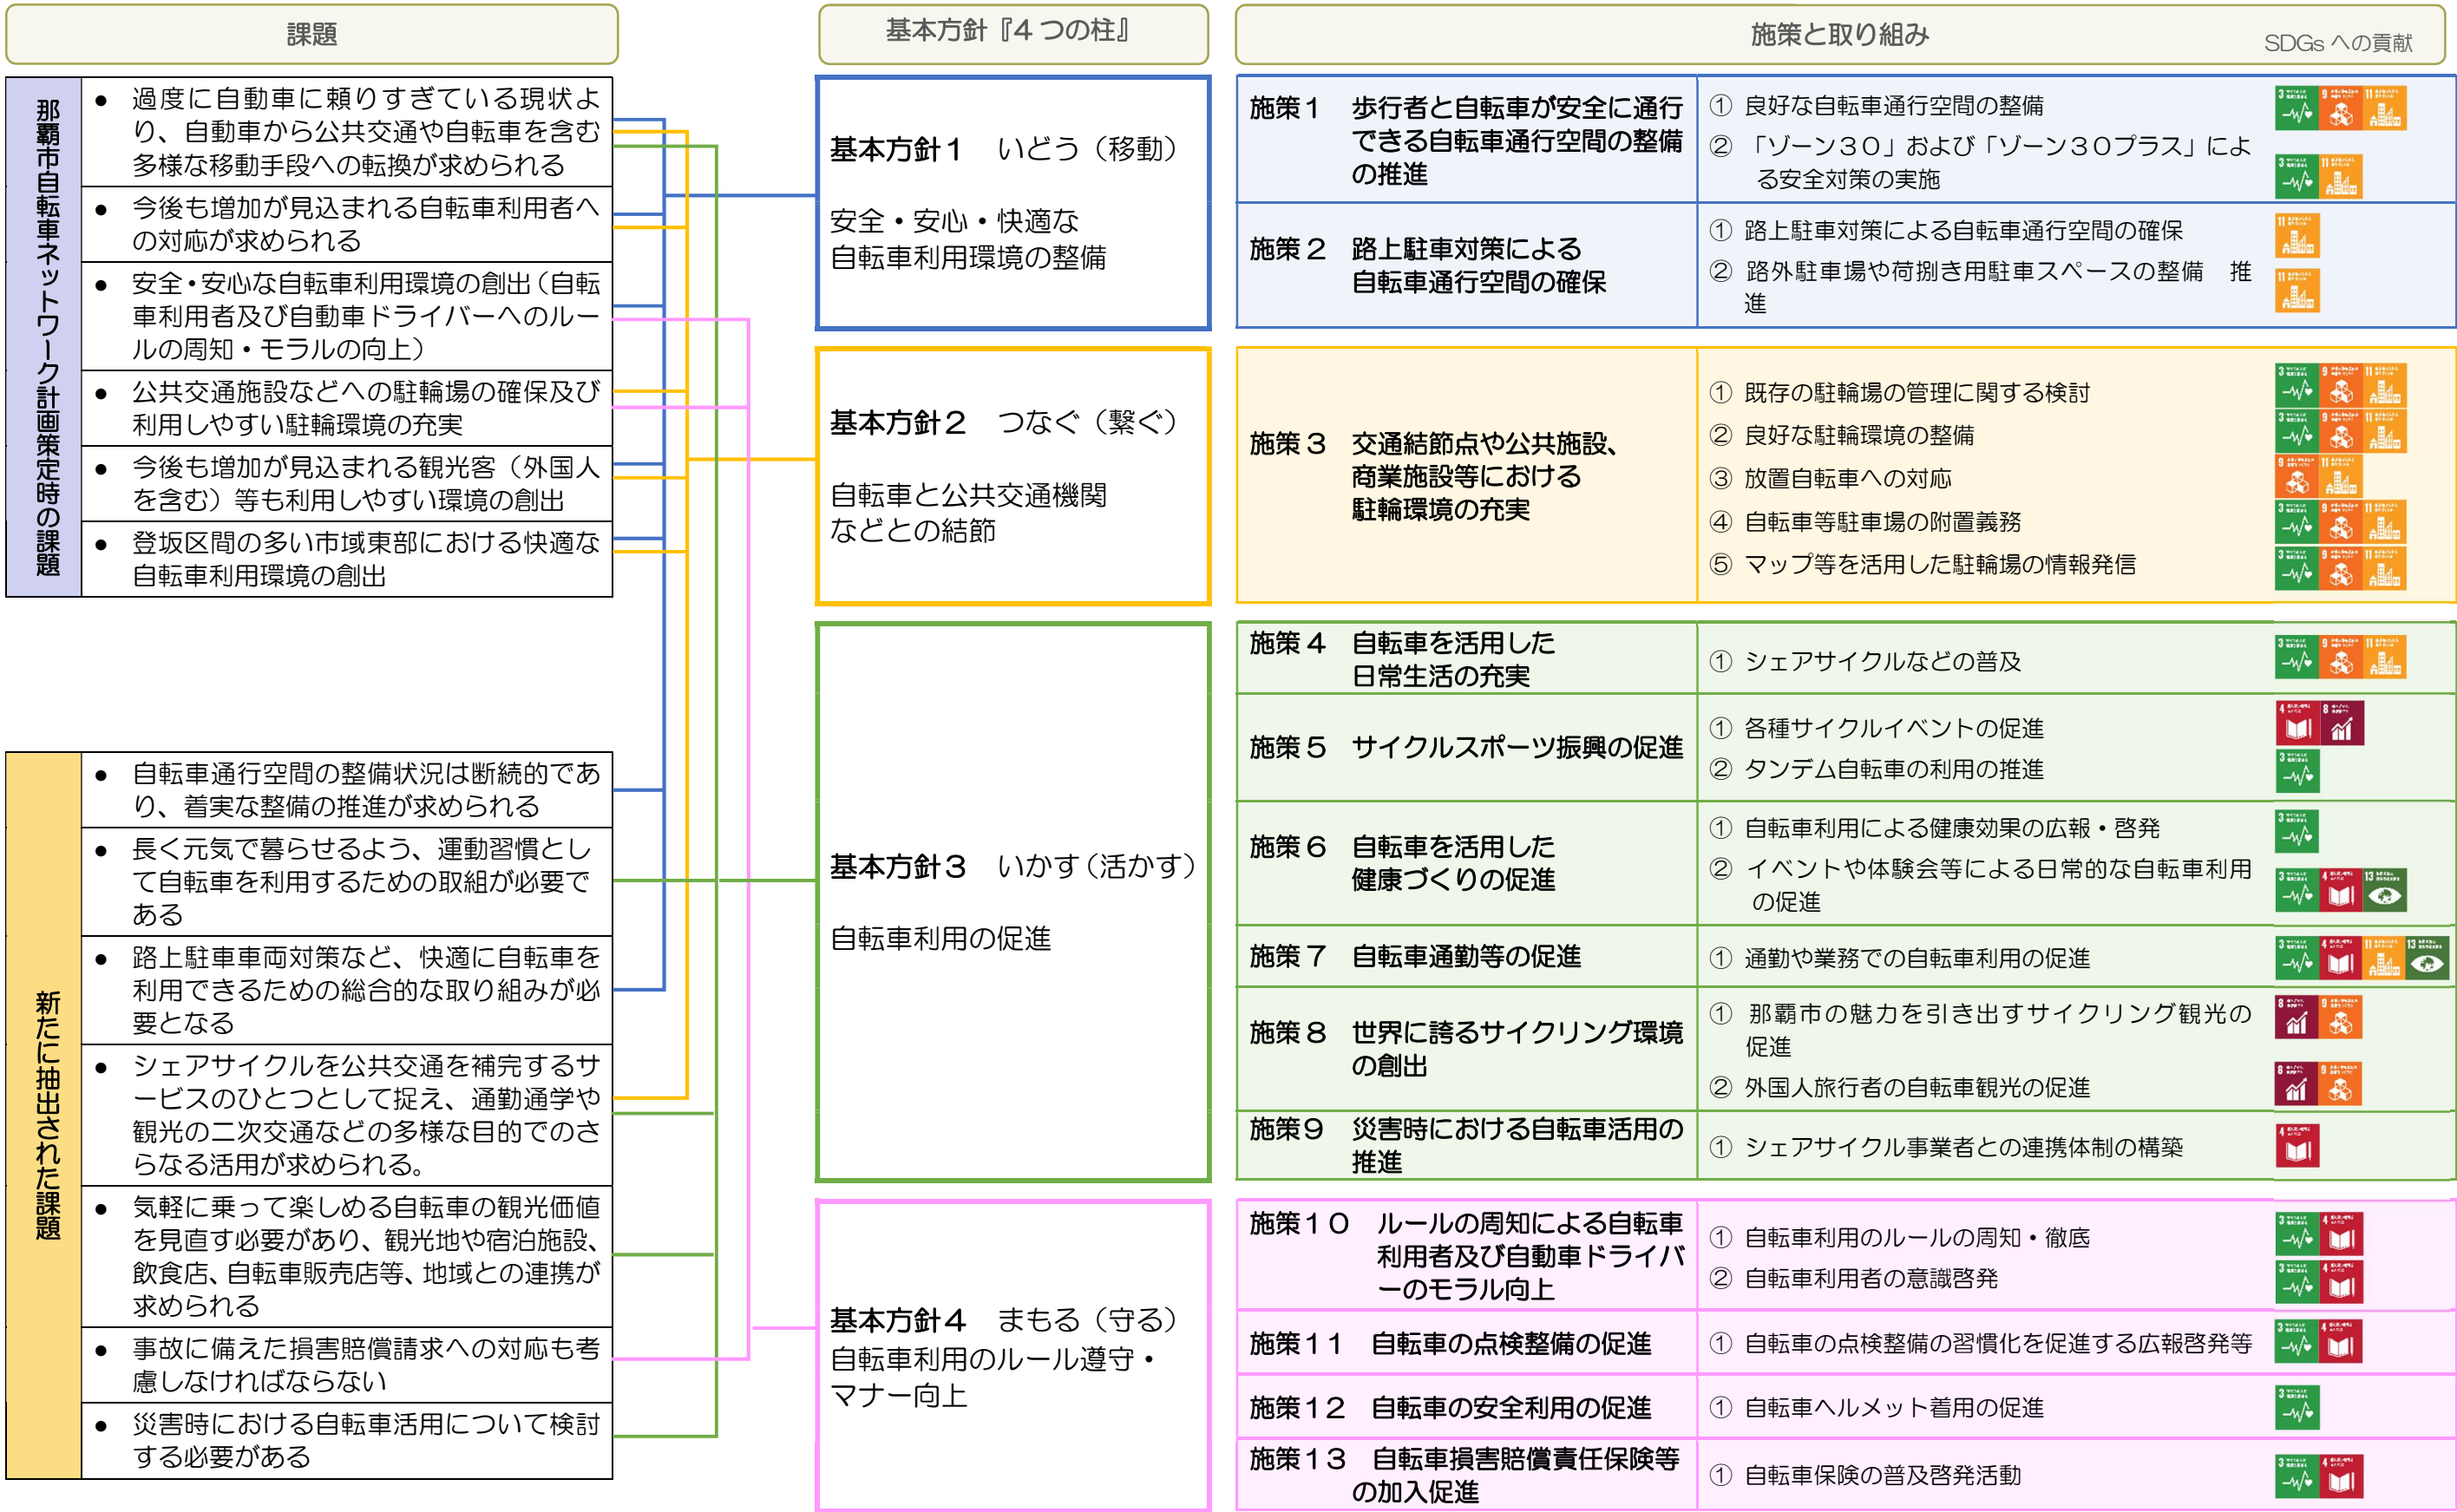 課題
基本方針『4つの柱』
施策と取り組み
SDGs への貢献
那覇市自転車ネットワーク計画策定時の課題
● 過度に自動車に頼りすぎている現状よ
り、自動車から公共交通や自転車を含む
多様な移動手段への転換が求められる
● 今後も増加が見込まれる自転車利用者へ
の対応が求められる
● 安全・安心な自転車利用環境の創出（自転
車利用者及び自動車ドライバーへのルー
ルの周知・モラルの向上）
● 公共交通施設などへの駐輪場の確保及び
利用しやすい駐輪環境の充実
● 今後も増加が見込まれる観光客（外国人
を含む）等も利用しやすい環境の創出
● 登坂区間の多い市域東部における快適な
自転車利用環境の創出
新たに抽出された課題
● 自転車通行空間の整備状況は断続的であ
り、着実な整備の推進が求められる
● 長く元気で暮らせるよう、運動習慣とし
て自転車を利用するための取組が必要で
ある
● 路上駐車車両対策など、快適に自転車を
利用できるための総合的な取り組みが必
要となる
● シェアサイクルを公共交通を補完するサ
ービスのひとつとして捉え、通勤通学や
観光の二次交通などの多様な目的でのさ
らなる活用が求められる。
● 気軽に乗って楽しめる自転車の観光価値
を見直す必要があり、観光地や宿泊施設、
飲食店、自転車販売店等、地域との連携が
求められる
● 事故に備えた損害賠償請求への対応も考
慮しなければならない
● 災害時における自転車活用について検討
する必要がある
基本方針1　いどう（移動）
安全・安心・快適な
自転車利用環境の整備
基本方針2　つなぐ（繋ぐ）
自転車と公共交通機関
などとの結節
基本方針3　いかす（活かす）
自転車利用の促進
基本方針4　まもる（守る）
自転車利用のルール遵守・
マナー向上
施策1　歩行者と自転車が安全に通行
できる自転車通行空間の整備
の推進
① 良好な自転車通行空間の整備
3 9 11
② 「ゾーン30」および「ゾーン30プラス」によ
る安全対策の実施
3 11
施策2　路上駐車対策による
自転車通行空間の確保
① 路上駐車対策による自転車通行空間の確保
11
② 路外駐車場や荷捌き用駐車スペースの整備　推
進
11
施策3　交通結節点や公共施設、
商業施設等における
駐輪環境の充実
① 既存の駐輪場の管理に関する検討
3 9 11
② 良好な駐輪環境の整備
3 9 11
③ 放置自転車への対応
9 11
④ 自転車等駐車場の附置義務
3 9 11
⑤ マップ等を活用した駐輪場の情報発信
3 9 11
施策4　自転車を活用した
日常生活の充実
① シェアサイクルなどの普及
3 9 11
施策5　サイクルスポーツ振興の促進
① 各種サイクルイベントの促進
4 8
② タンデム自転車の利用の推進
3
施策6　自転車を活用した
健康づくりの促進
① 自転車利用による健康効果の広報・啓発
3
② イベントや体験会等による日常的な自転車利用
の促進
3 4 13
施策7　自転車通勤等の促進
① 通勤や業務での自転車利用の促進
3 4 11 13
施策8　世界に誇るサイクリング環境
の創出
① 那覇市の魅力を引き出すサイクリング観光の
促進
8 9
② 外国人旅行者の自転車観光の促進
8 9
施策9　災害時における自転車活用の
推進
① シェアサイクル事業者との連携体制の構築
4
施策10　ルールの周知による自転車
利用者及び自動車ドライバ
ーのモラル向上
① 自転車利用のルールの周知・徹底
3 4
② 自転車利用者の意識啓発
3 4
施策11　自転車の点検整備の促進
① 自転車の点検整備の習慣化を促進する広報啓発等
3 4
施策12　自転車の安全利用の促進
① 自転車ヘルメット着用の促進
3
施策13　自転車損害賠償責任保険等
の加入促進
① 自転車保険の普及啓発活動
3 4